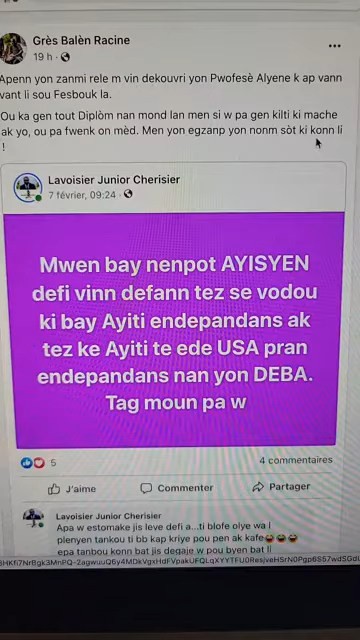 Grès Balèn Racine
19 h ·
Apenn yon zanmi rele m vin dekouvri yon Pwofesè Alyene k ap vann
vant li sou Fesbouk la.
Ou ka gen tout Diplòm nan mond lan men si w pa gen kilti ki mache
ak yo, ou pa fwenk on mèd. Men yon egzanp yon nonm sòt ki konn li
!
Lavoisier Junior Cherisier
7 février, 09:24 ·
Mwen bay nenpot AYISYEN
defi vinn defann tez se vodou
ki bay Ayiti endepandans ak
tez ke Ayiti te ede USA pran
endepandans nan yon DEBA.
Tag moun pa w
5
4 commentaires
J'aime
Commenter
Partager
Lavoisier Junior Cherisier
Apa w estomake jis leve defi a...ti blofe olye wa l
plenyen tankou ti bb kap kriye pou pen ak kafe
epa tanbou konn bat jis degaje w pou byen bat li